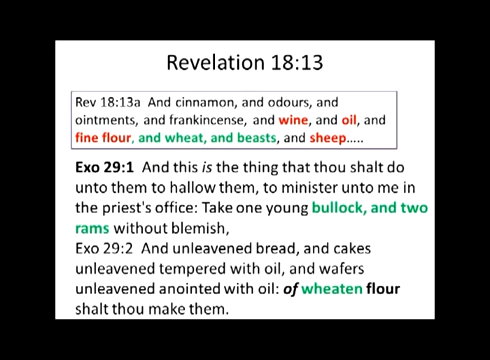 Revelation 18:13
Rev 18:13a And cinnamon, and odours, and
ointments, and frankincense, and wine, and oil, and
fine flour, and wheat, and beasts, and sheep.....
Exo 29:1 And this is the thing that thou shalt do
unto them to hallow them, to minister unto me in
the priest's office: Take one young bullock, and two
rams without blemish,
Exo 29:2 And unleavened bread, and cakes
unleavened tempered with oil, and wafers
unleavened anointed with oil: of wheaten flour
shalt thou make them.